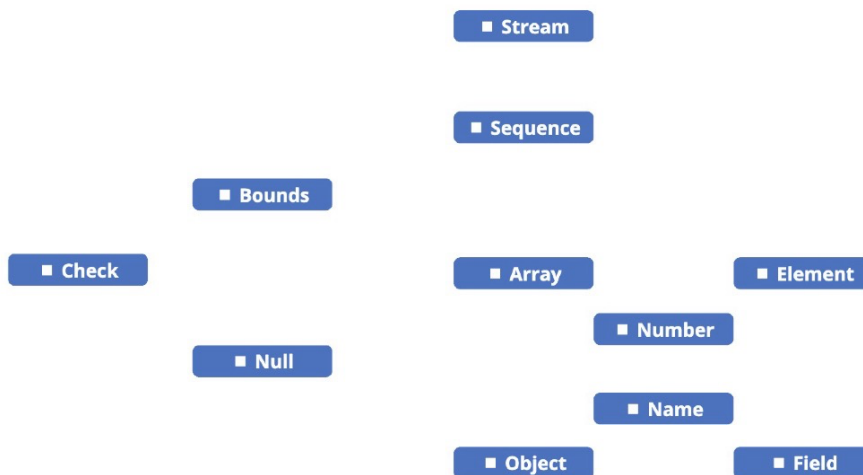 Stream
Sequence
Bounds
Check
Array
Element
Number
Null
Name
Object
Field